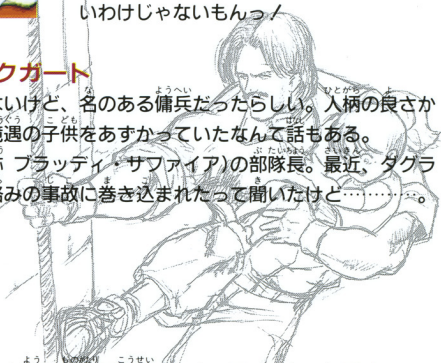 いわけじゃないもんっ！
クガート
いけど、名のある傭兵だったらしい。人柄の良さか
遇の子供をあずかっていたなんて話もある。
ブラッディ・サファイア)の部隊長。最近、タグラ
みの事故に巻き込まれたって聞いたけど…………。